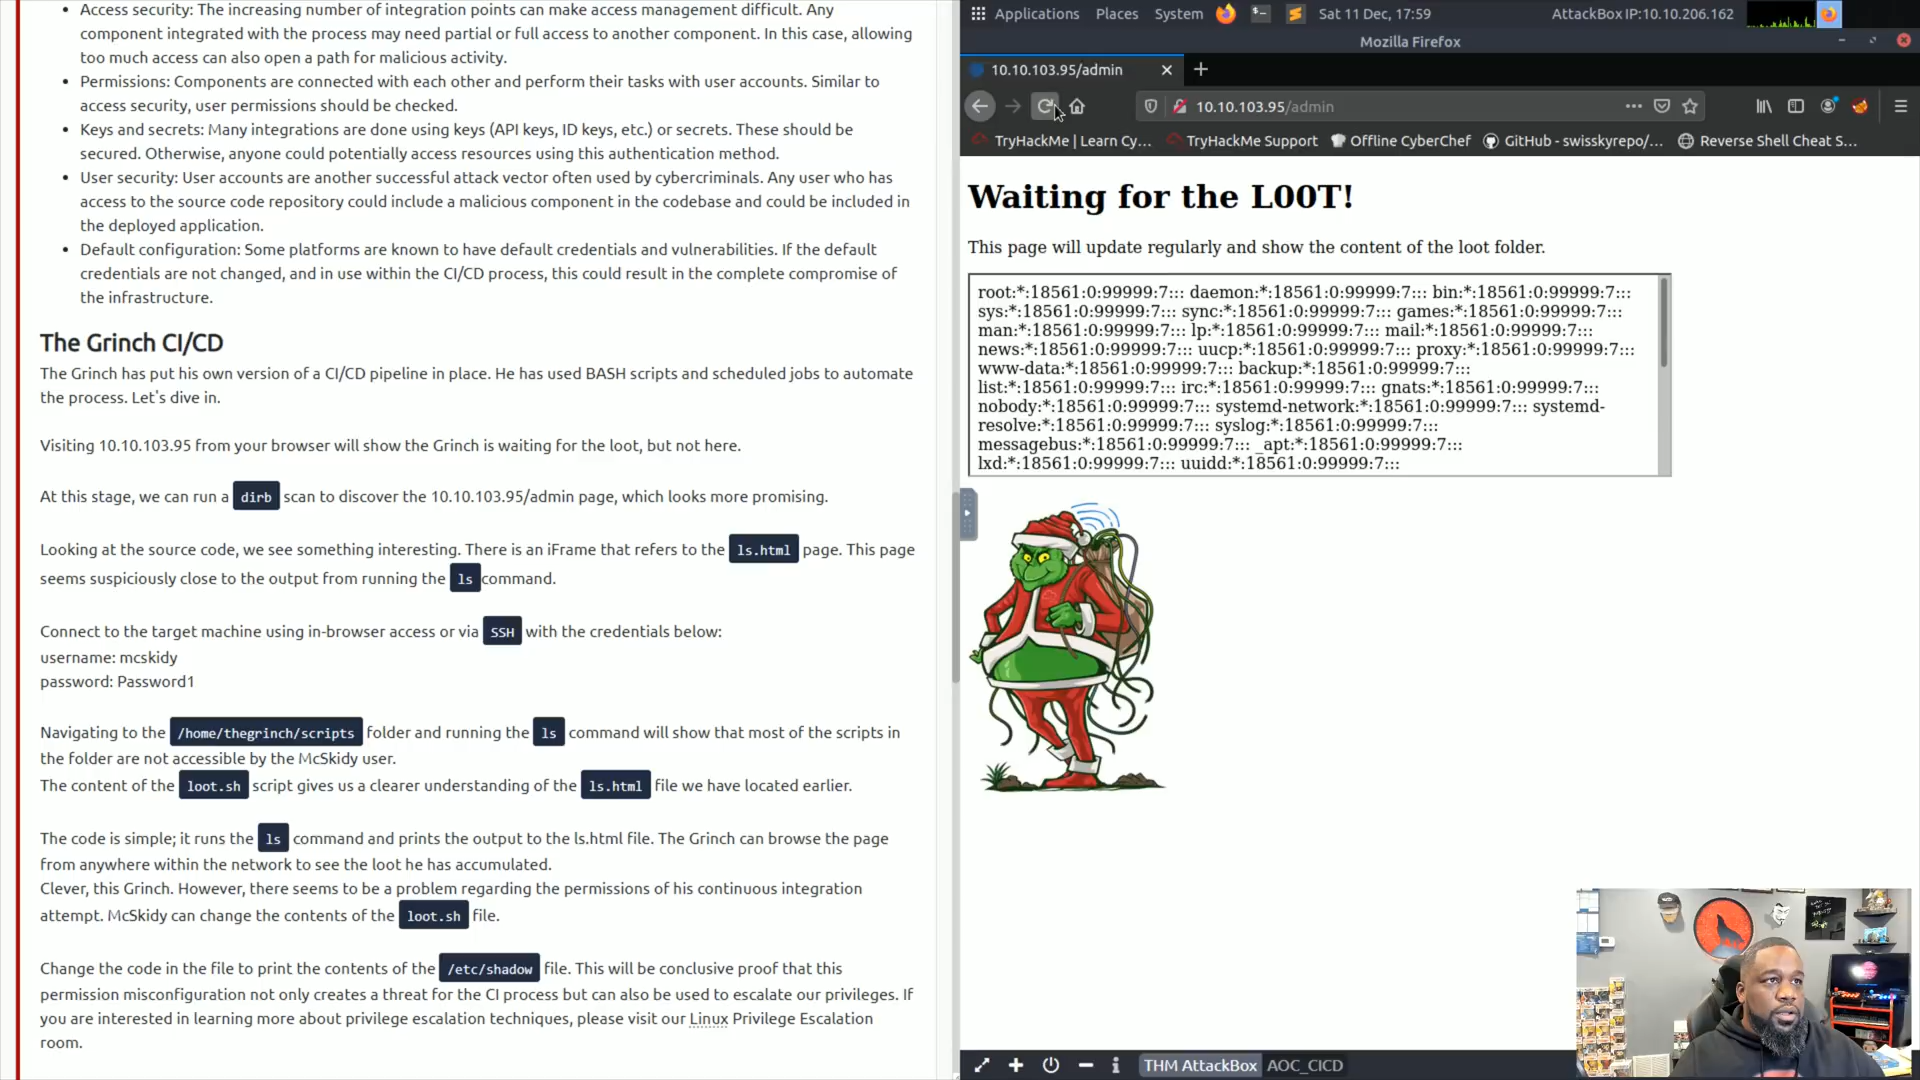 Access security: The increasing number of integration points can make access management difficult. Any
component integrated with the process may need partial or full access to another component. In this case, allowing
too much access can also open a path for malicious activity.
Permissions: Components are connected with each other and perform their tasks with user accounts. Similar to
access security, user permissions should be checked.
Keys and secrets: Many integrations are done using keys (API keys, ID keys, etc.) or secrets. These should be
secured. Otherwise, anyone could potentially access resources using this authentication method.
User security: User accounts are another successful attack vector often used by cybercriminals. Any user who has
access to the source code repository could include a malicious component in the codebase and could be included in
the deployed application.
Default configuration: Some platforms are known to have default credentials and vulnerabilities. If the default
credentials are not changed, and in use within the CI/CD process, this could result in the complete compromise of
the infrastructure.
The Grinch CI/CD
The Grinch has put his own version of a CI/CD pipeline in place. He has used BASH scripts and scheduled jobs to automate
the process. Let's dive in.
Visiting 10.10.103.95 from your browser will show the Grinch is waiting for the loot, but not here.
At this stage, we can run a dirb scan to discover the 10.10.103.95/admin page, which looks more promising.
Looking at the source code, we see something interesting. There is an iFrame that refers to the ls.html page. This page
seems suspiciously close to the output from running the ls command.
Connect to the target machine using in-browser access or via SSH with the credentials below:
username: mcskidy
password: Password1
Navigating to the /home/thegrinch/scripts folder and running the ls command will show that most of the scripts in
the folder are not accessible by the McSkidy user.
The content of the loot.sh script gives us a clearer understanding of the ls.html file we have located earlier.
The code is simple; it runs the ls command and prints the output to the ls.html file. The Grinch can browse the page
from anywhere within the network to see the loot he has accumulated.
Clever, this Grinch. However, there seems to be a problem regarding the permissions of his continuous integration
attempt. McSkidy can change the contents of the loot.sh file.
Change the code in the file to print the contents of the /etc/shadow file. This will be conclusive proof that this
permission misconfiguration not only creates a threat for the CI process but can also be used to escalate our privileges. If
you are interested in learning more about privilege escalation techniques, please visit our Linux Privilege Escalation
room.
Applications Places System Sat 11 Dec, 17:59 AttackBox IP:10.10.206.162
Mozilla Firefox
10.10.103.95/admin
10.10.103.95/admin
TryHackMe | Learn Cy… TryHackMe Support Offline CyberChef GitHub - swisskyrepo/… Reverse Shell Cheat S…
Waiting for the L00T!
This page will update regularly and show the content of the loot folder.
root:*:18561:0:99999:7::: daemon:*:18561:0:99999:7::: bin:*:18561:0:99999:7:::
sys:*:18561:0:99999:7::: sync:*:18561:0:99999:7::: games:*:18561:0:99999:7:::
man:*:18561:0:99999:7::: lp:*:18561:0:99999:7::: mail:*:18561:0:99999:7:::
news:*:18561:0:99999:7::: uucp:*:18561:0:99999:7::: proxy:*:18561:0:99999:7:::
www-data:*:18561:0:99999:7::: backup:*:18561:0:99999:7:::
list:*:18561:0:99999:7::: irc:*:18561:0:99999:7::: gnats:*:18561:0:99999:7:::
nobody:*:18561:0:99999:7::: systemd-network:*:18561:0:99999:7::: systemd-
resolve:*:18561:0:99999:7::: syslog:*:18561:0:99999:7:::
messagebus:*:18561:0:99999:7::: _apt:*:18561:0:99999:7:::
lxd:*:18561:0:99999:7::: uuidd:*:18561:0:99999:7:::
THM AttackBox AOC_CICD